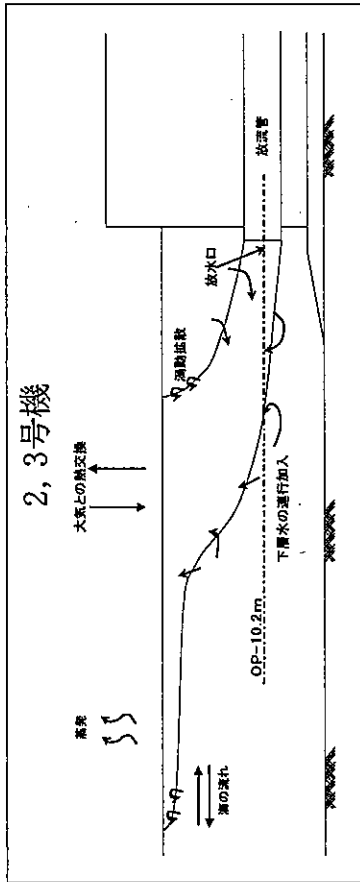 2,3号機
蒸発
大気との熱交換
渦動拡散
放水口
放流管
海の流れ
OP-10.2m
下層水の連行加入